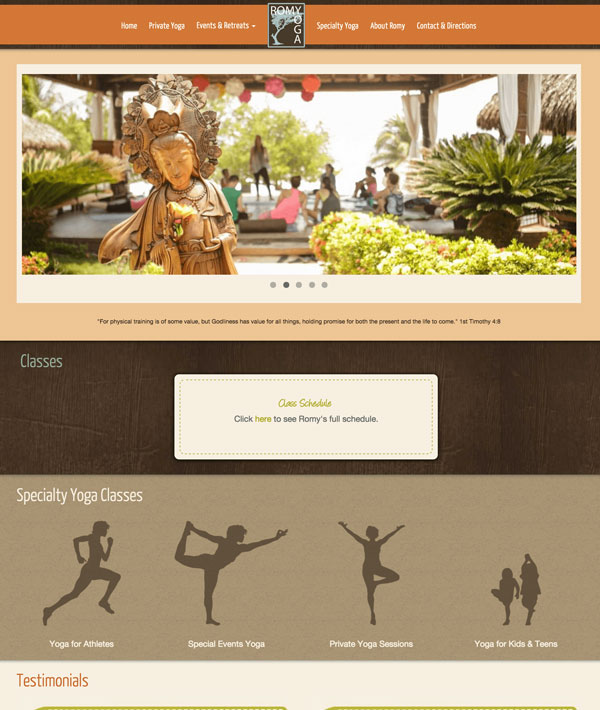 Home
Private Yoga
Events & Retreats
ROMY
YOGA
Specialty Yoga
About Romy
Contact & Directions
"For physical training is of some value, but Godliness has value for all things, holding promise for both the present and the life to come." 1st Timothy 4:8
Classes
Class Schedule
Click here to see Romy's full schedule.
Specialty Yoga Classes
Yoga for Athletes
Special Events Yoga
Private Yoga Sessions
Yoga for Kids & Teens
Testimonials